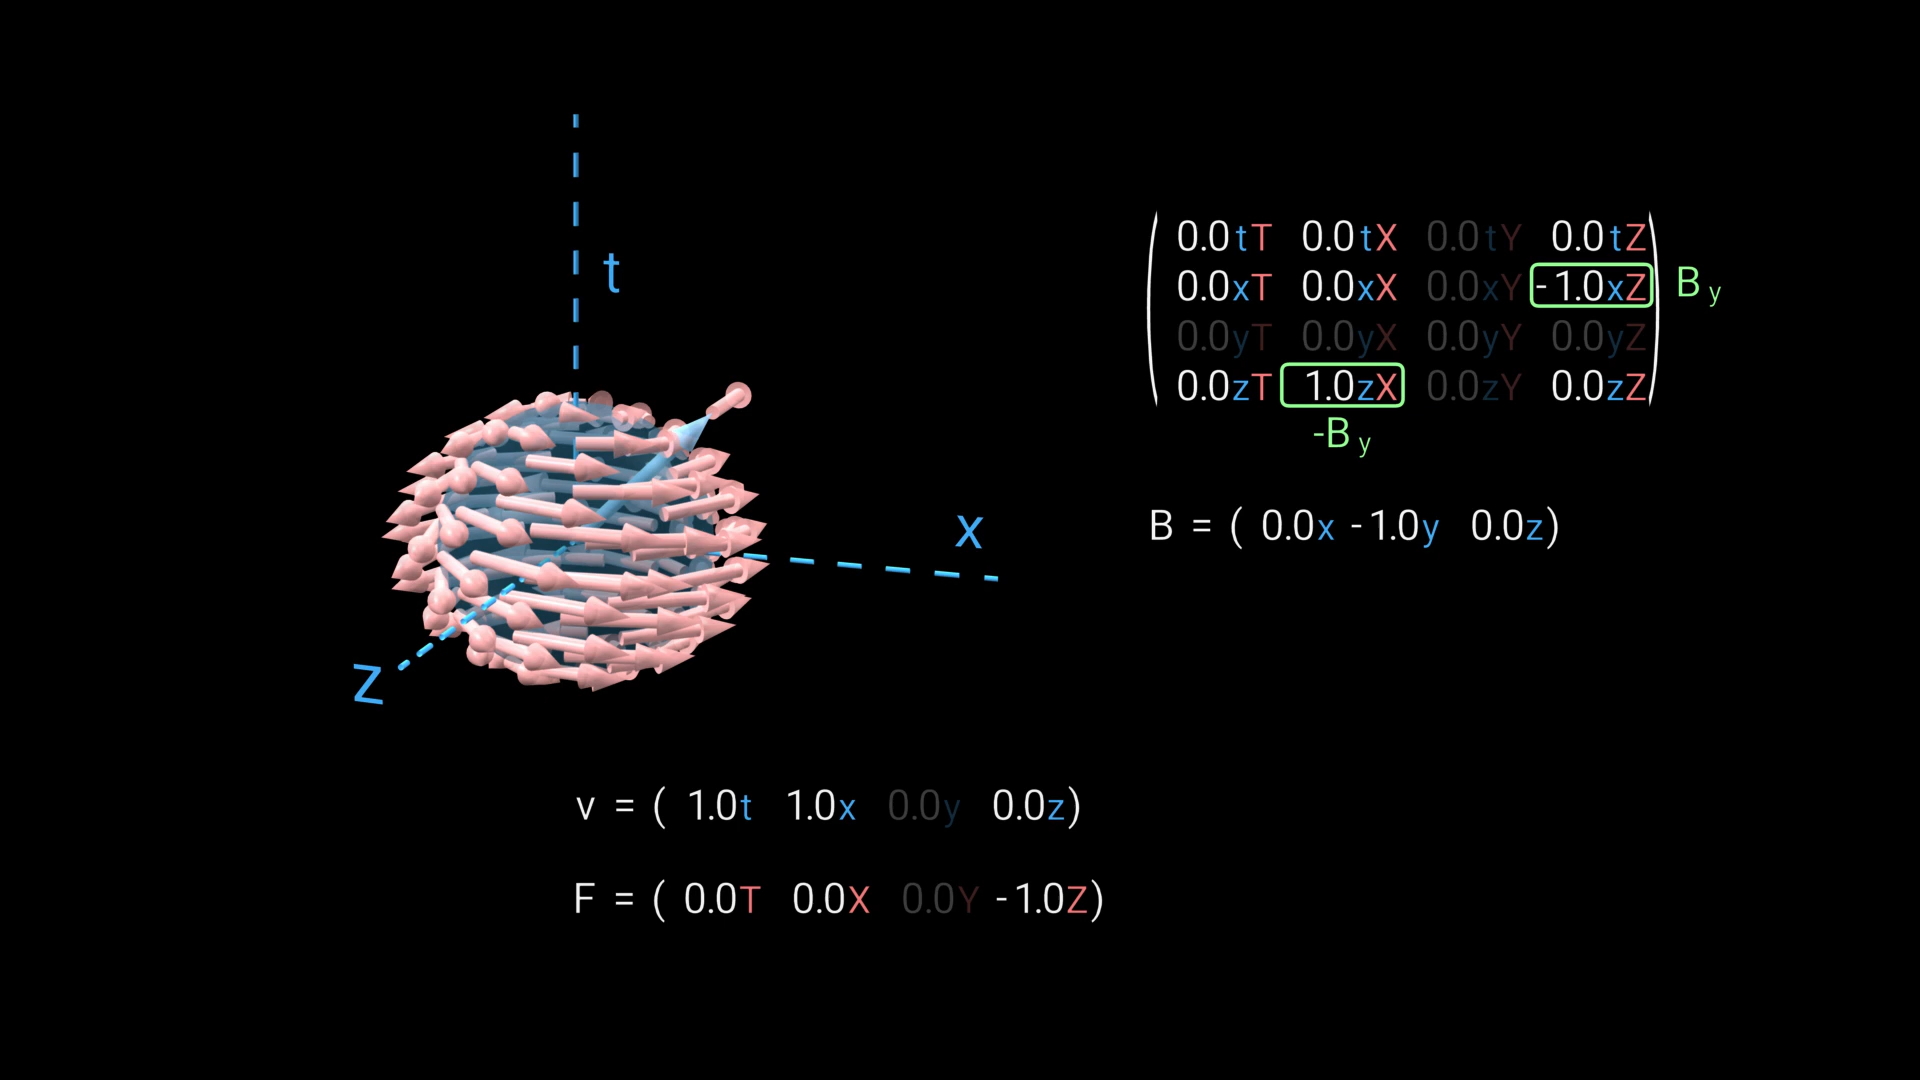 t
x
z
0.0tT 0.0tX 0.0tY 0.0tZ
0.0xT 0.0xX 0.0xY -1.0xZ By
0.0yT 0.0yX 0.0yY 0.0yZ
0.0zT 1.0zX 0.0zY 0.0zZ
-By
B = ( 0.0x -1.0y 0.0z)
v = ( 1.0t 1.0x 0.0y 0.0z)
F = ( 0.0T 0.0X 0.0Y -1.0Z)